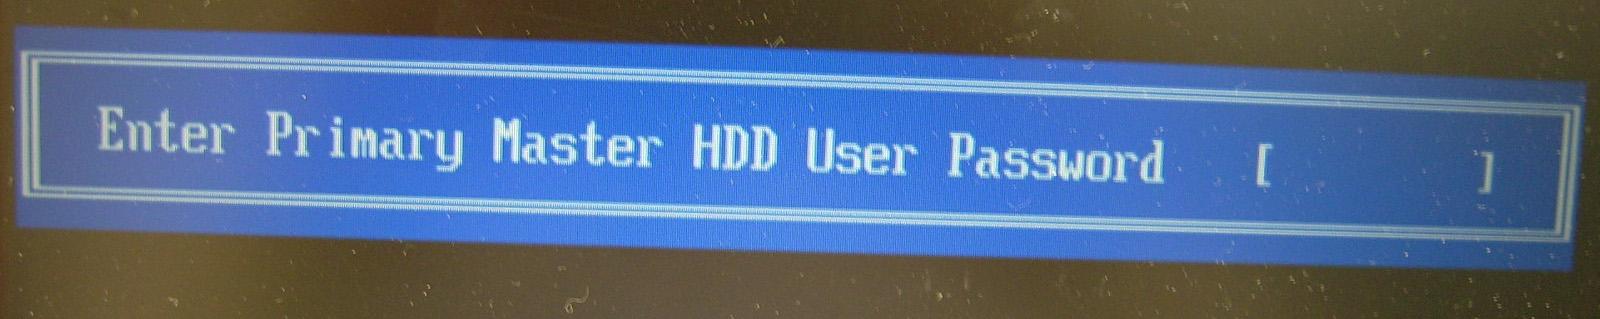 Enter Primary Master HDD User Password [ ]